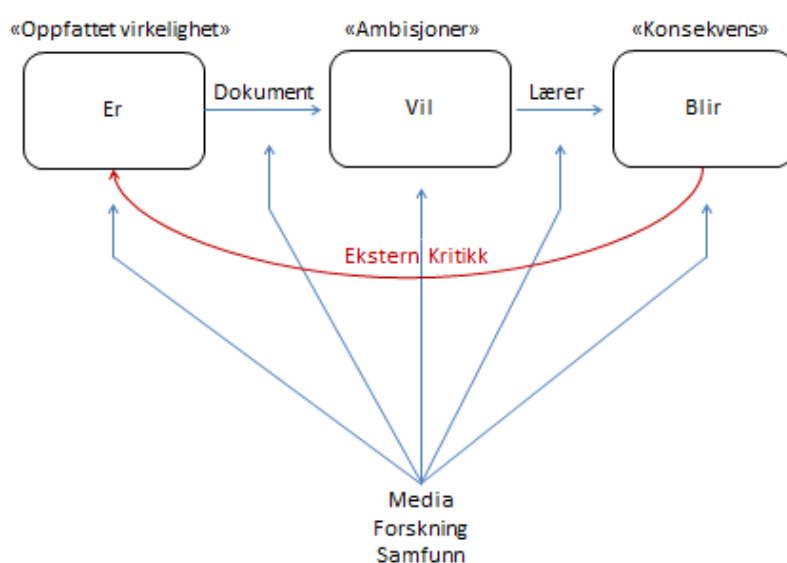 «Oppfattet virkelighet»
«Ambisjoner»
«Konsekvens»
Er
Dokument
Vil
Lærer
Blir
Ekstern Kritikk
Media
Forskning
Samfunn